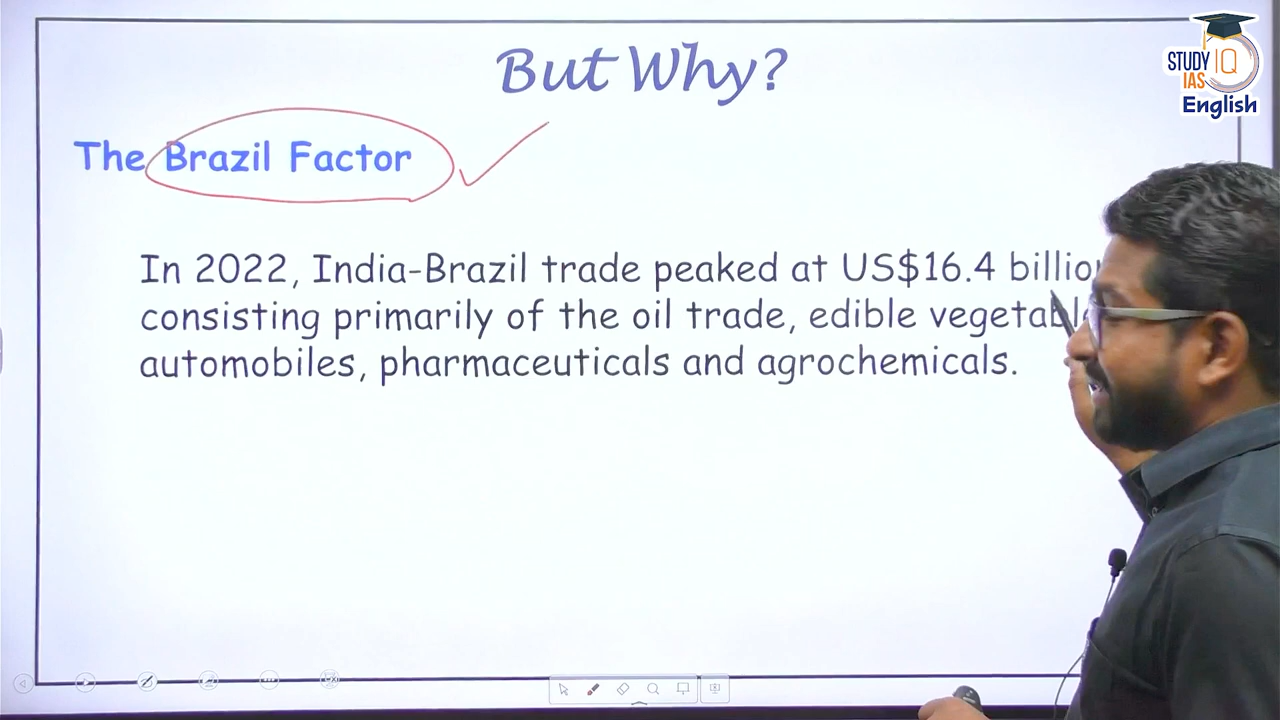 But Why?
STUDY IQ
IAS
English
The Brazil Factor
In 2022, India-Brazil trade peaked at US$16.4
consisting primarily of the oil trade, edible
automobiles, pharmaceuticals and agrochemicals.